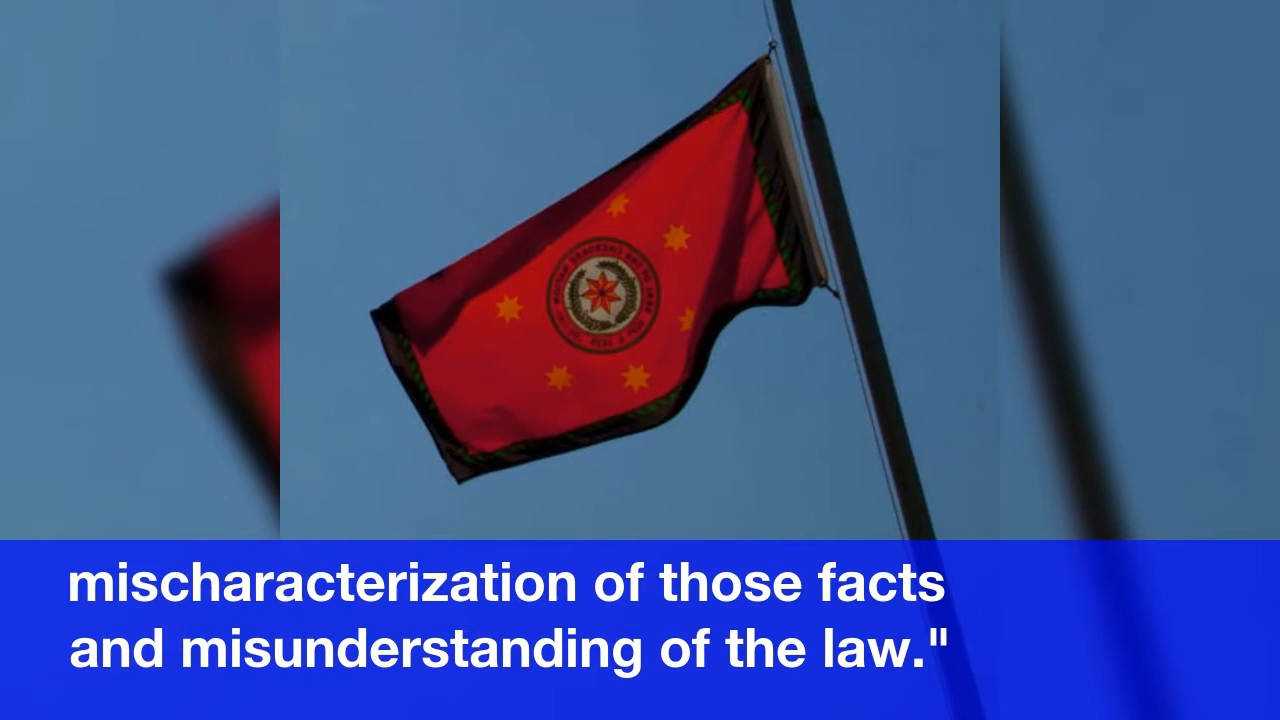 mischaracterization of those facts
and misunderstanding of the law."